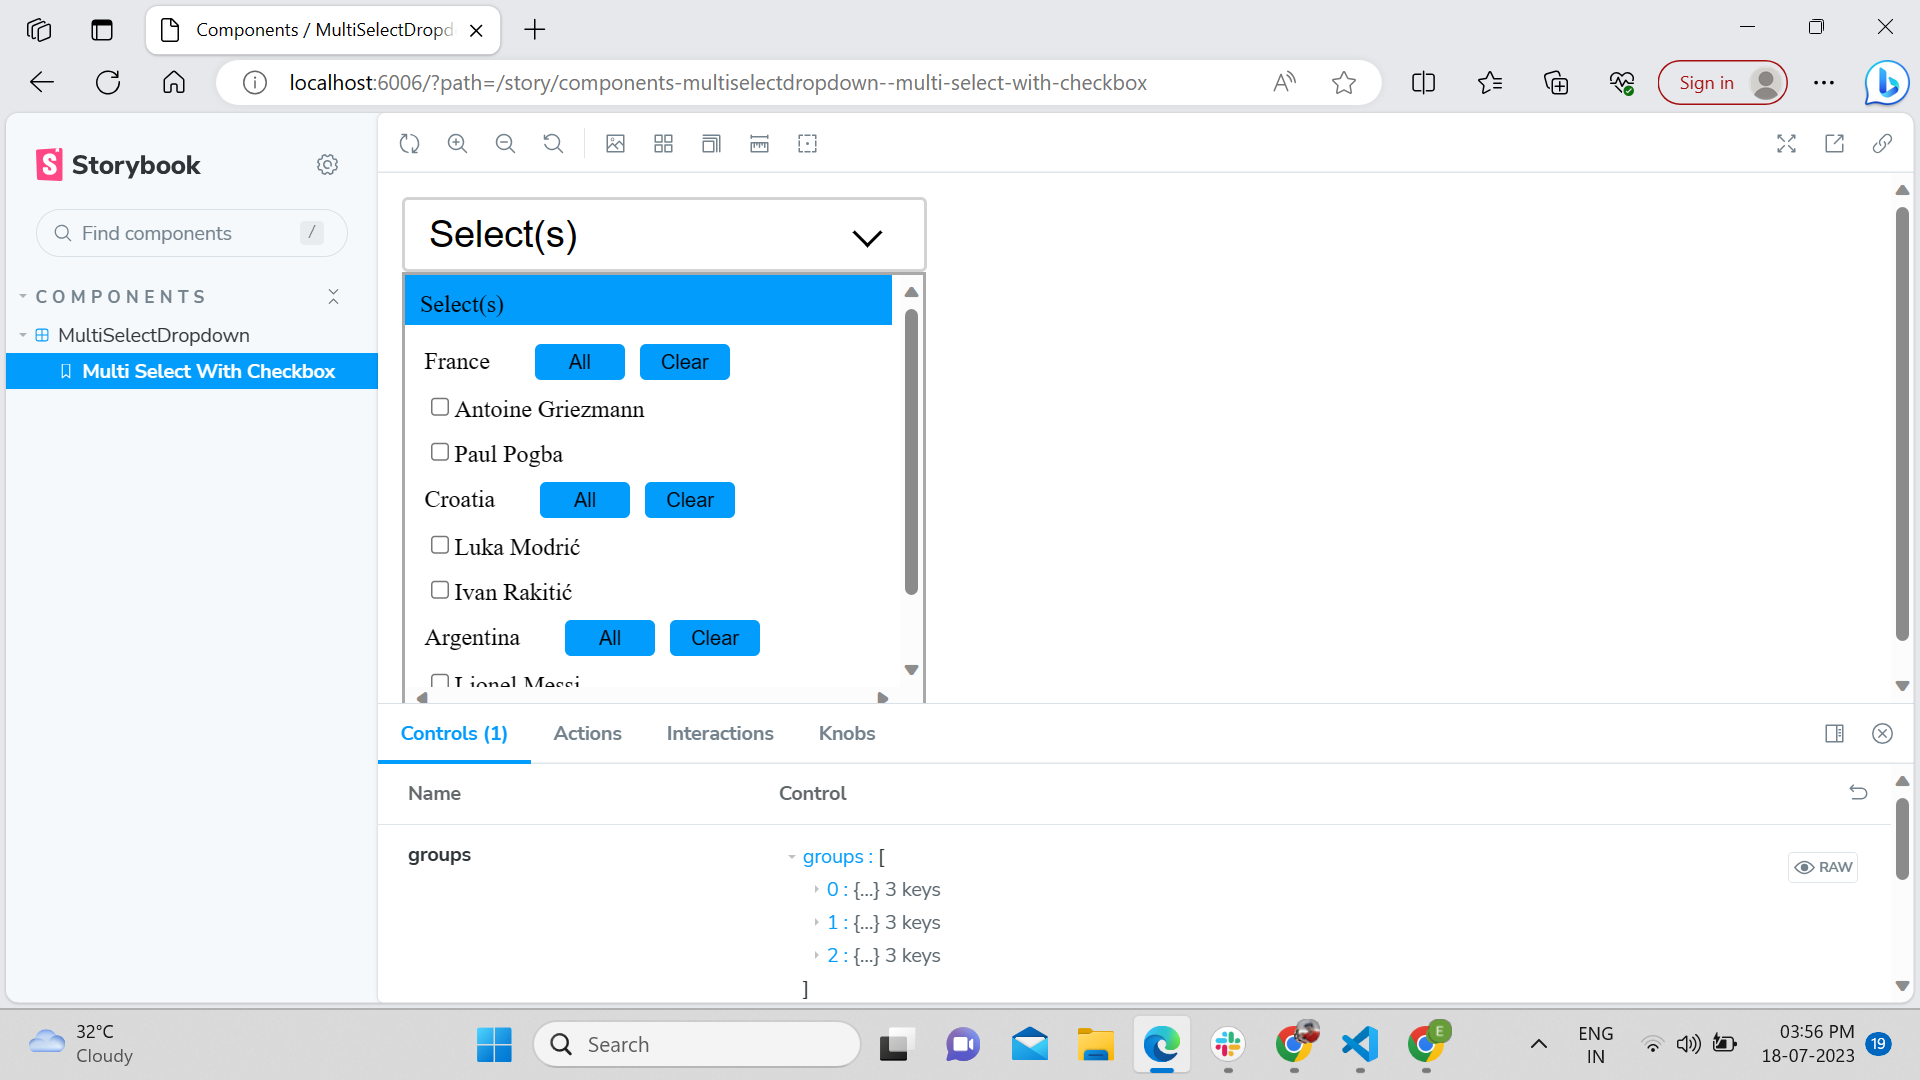 Components / MultiSelectDropd
localhost:6006/?path=/story/components-multiselectdropdown--multi-select-with-checkbox
Sign in
Storybook
Find components /
COMPONENTS
MultiSelectDropdown
Multi Select With Checkbox
Select(s)
Select(s)
France All Clear
Antoine Griezmann
Paul Pogba
Croatia All Clear
Luka Modrić
Ivan Rakitić
Argentina All Clear
Lionel Messi
Controls (1) Actions Interactions Knobs
Name Control
groups
groups : [
RAW
0 : {...} 3 keys
1 : {...} 3 keys
2 : {...} 3 keys
]
32°C
Cloudy
Search
E
ENG
IN
03:56 PM
18-07-2023
19